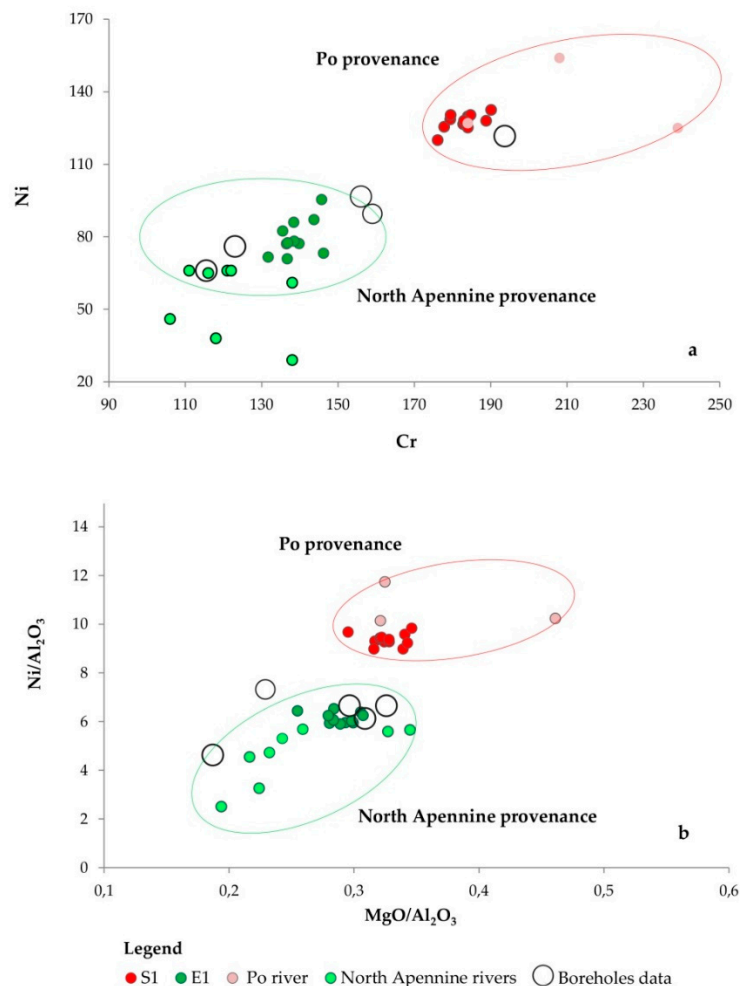 170
Po provenance
140
110
Ni
80
50
North Apennine provenance
a
20
90
110
130
150
170
190
210
230
250
Cr
14
Po provenance
12
10
Ni/Al₂O₃
8
6
4
2
North Apennine provenance
b
0
0,1
0,2
0,3
0,4
0,5
0,6
MgO/Al₂O₃
Legend
S1 E1 Po river North Apennine rivers Boreholes data